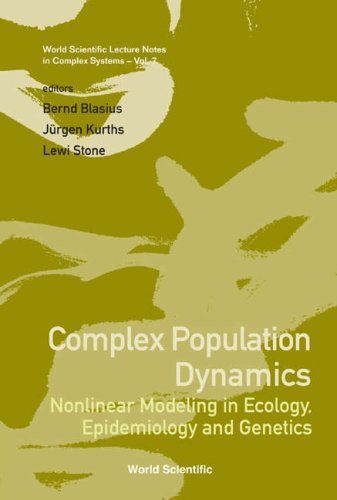 World Scientific Lecture Notes
in Complex Systems – Vol. 7
editors
Bernd Blasius
Jürgen Kurths
Lewi Stone
Complex Population
Dynamics
Nonlinear Modeling in Ecology,
Epidemiology and Genetics
World Scientific